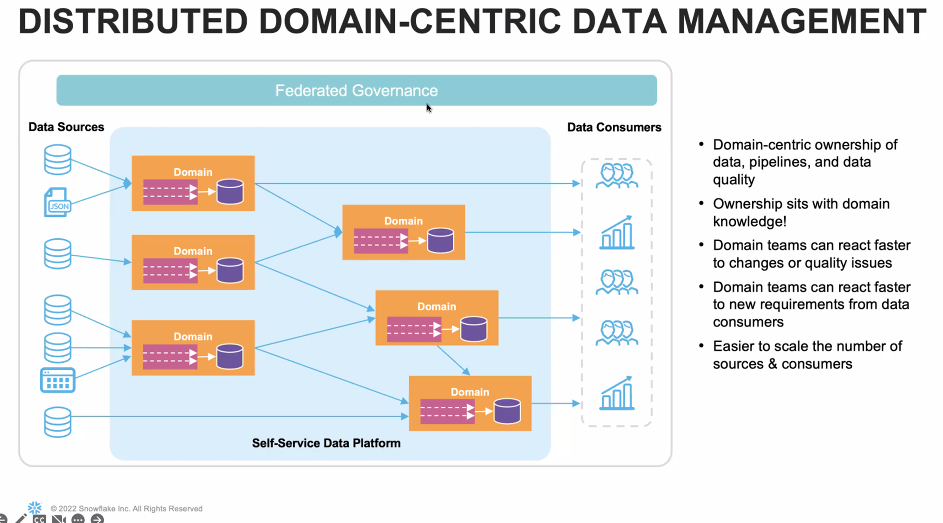 DISTRIBUTED DOMAIN-CENTRIC DATA MANAGEMENT
Federated Governance
Data Sources
Data Consumers
JSON
Domain
Domain
Domain
Domain
Domain
Domain
Self-Service Data Platform
• Domain-centric ownership of
data, pipelines, and data
quality
• Ownership sits with domain
knowledge!
• Domain teams can react faster
to changes or quality issues
• Domain teams can react faster
to new requirements from data
consumers
• Easier to scale the number of
sources & consumers
© 2022 Snowflake Inc. All Rights Reserved
CC